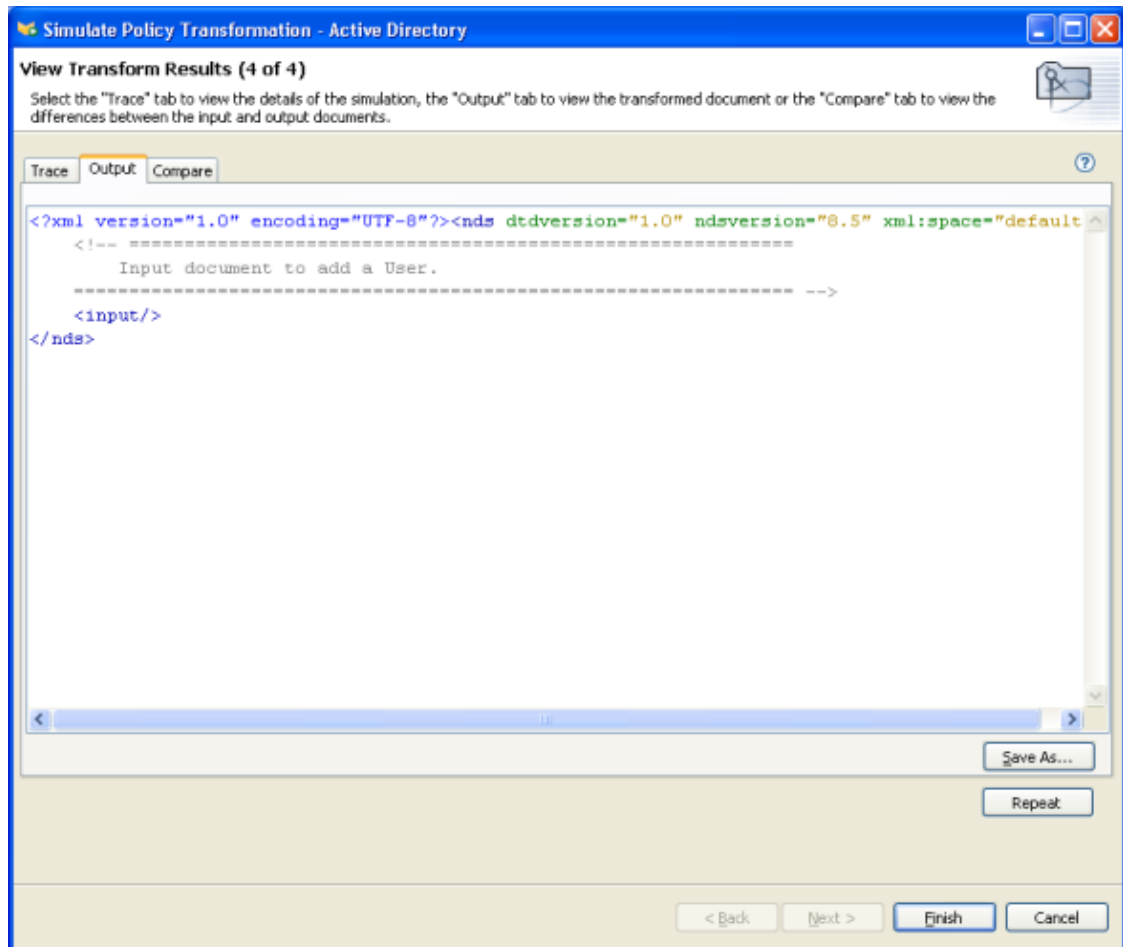 Simulate Policy Transformation - Active Directory
View Transform Results (4 of 4)
Select the "Trace" tab to view the details of the simulation, the "Output" tab to view the transformed document or the "Compare" tab to view the
differences between the input and output documents.
Trace Output Compare
<?xml version="1.0" encoding="UTF-8"?><nds dtdversion="1.0" ndsversion="8.5" xml:space="default
<!-- ============================================================
Input document to add a User.
================================================================= -->
<input/>
</nds>
Save As...
Repeat
< Back Next > Finish Cancel